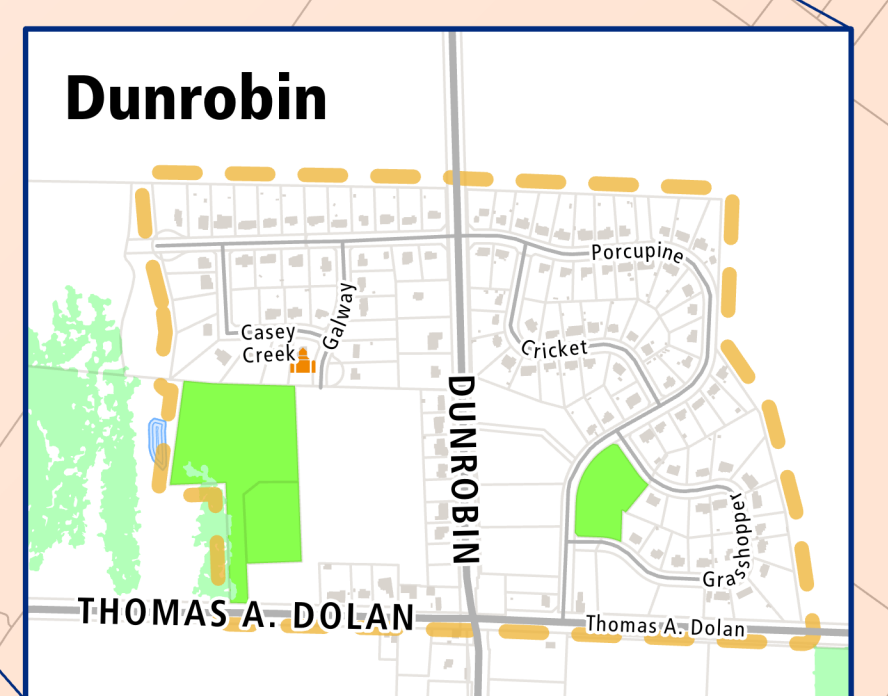 Dunrobin
Porcupine
Galway
Casey
Creek
Cricket
DUNROBIN
Grasshopper
THOMAS A. DOLAN
Thomas A. Dolan